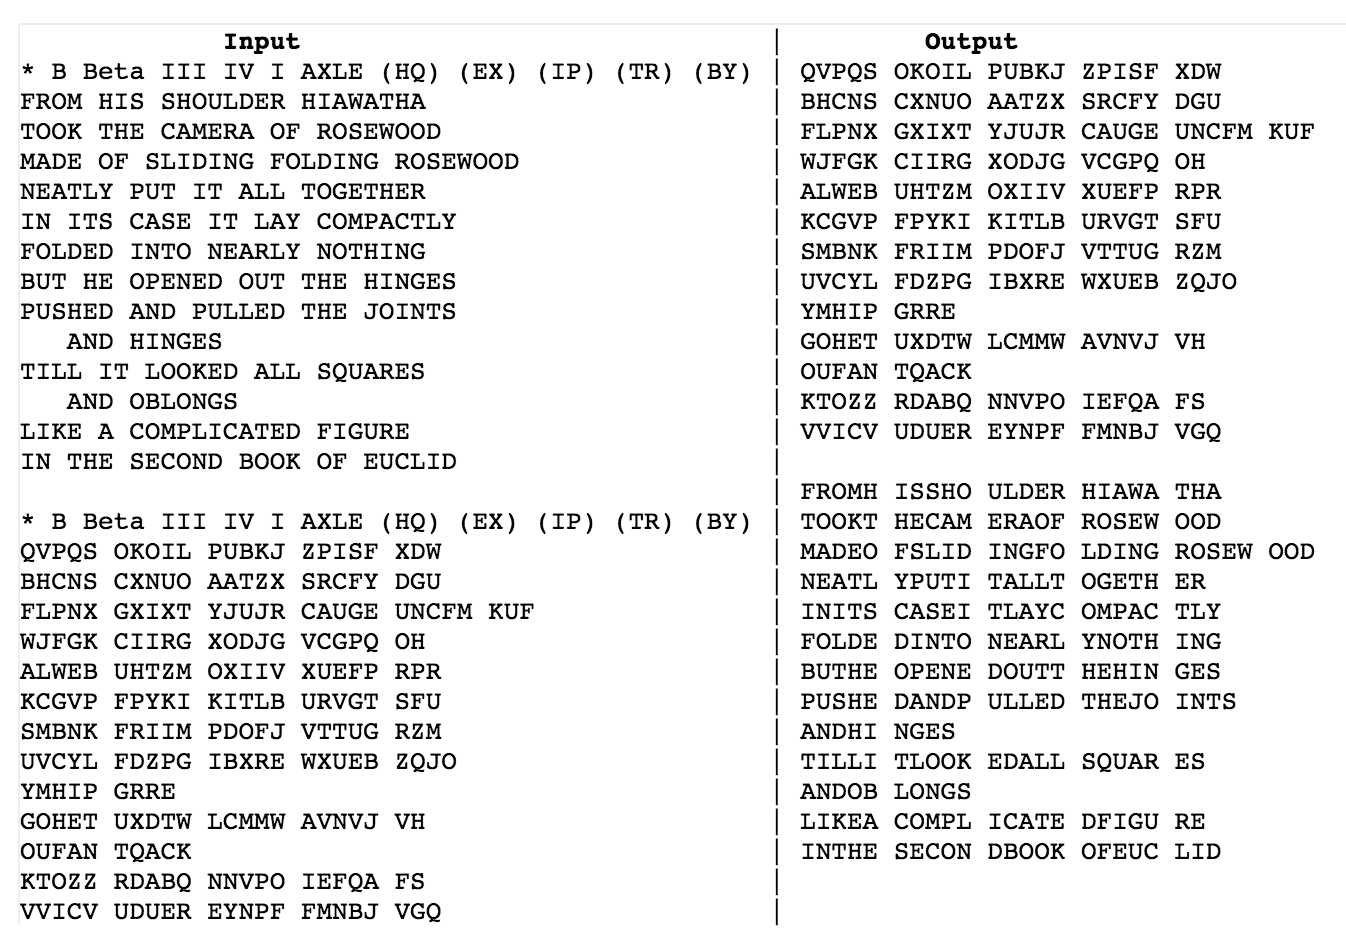 Input | Output
* B Beta III IV I AXLE (HQ) (EX) (IP) (TR) (BY) | QVPQS OKOIL PUBKJ ZPISF XDW
FROM HIS SHOULDER HIAWATHA | BHCNS CXNUO AATZX SRCFY DGU
TOOK THE CAMERA OF ROSEWOOD | FLPNX GXIXT YJUJR CAUGE UNCFM KUF
MADE OF SLIDING FOLDING ROSEWOOD | WJFGK CIIRG XODJG VCGPQ OH
NEATLY PUT IT ALL TOGETHER | ALWEB UHTZM OXIIV XUEFP RPR
IN ITS CASE IT LAY COMPACTLY | KCGVP FPYKI KITLB URVGT SFU
FOLDED INTO NEARLY NOTHING | SMBNK FRIIM PDOFJ VTTUG RZM
BUT HE OPENED OUT THE HINGES | UVCYL FDZPG IBXRE WXUEB ZQJO
PUSHED AND PULLED THE JOINTS | YMHIP GRRE
AND HINGES | GOHET UXDTW LCMMW AVNVJ VH
TILL IT LOOKED ALL SQUARES | OUFAN TQACK
AND OBLONGS | KTOZZ RDABQ NNVPO IEFQA FS
LIKE A COMPLICATED FIGURE | VVICV UDUER EYNPF FMNBJ VGQ
IN THE SECOND BOOK OF EUCLID |
| FROMH ISSHO ULDER HIAWA THA
* B Beta III IV I AXLE (HQ) (EX) (IP) (TR) (BY) | TOOKT HECAM ERAOF ROSEW OOD
QVPQS OKOIL PUBKJ ZPISF XDW | MADEO FSLID INGFO LDING ROSEW OOD
BHCNS CXNUO AATZX SRCFY DGU | NEATL YPUTI TALLT OGETH ER
FLPNX GXIXT YJUJR CAUGE UNCFM KUF | INITS CASEI TLAYC OMPAC TLY
WJFGK CIIRG XODJG VCGPQ OH | FOLDE DINTO NEARL YNOTH ING
ALWEB UHTZM OXIIV XUEFP RPR | BUTHE OPENE DOUTT HEHIN GES
KCGVP FPYKI KITLB URVGT SFU | PUSHE DANDP ULLED THEJO INTS
SMBNK FRIIM PDOFJ VTTUG RZM | ANDHI NGES
UVCYL FDZPG IBXRE WXUEB ZQJO | TILLI TLOOK EDALL SQUAR ES
YMHIP GRRE | ANDOB LONGS
GOHET UXDTW LCMMW AVNVJ VH | LIKEA COMPL ICATE DFIGU RE
OUFAN TQACK | INTHE SECON DBOOK OFEUC LID
KTOZZ RDABQ NNVPO IEFQA FS |
VVICV UDUER EYNPF FMNBJ VGQ |